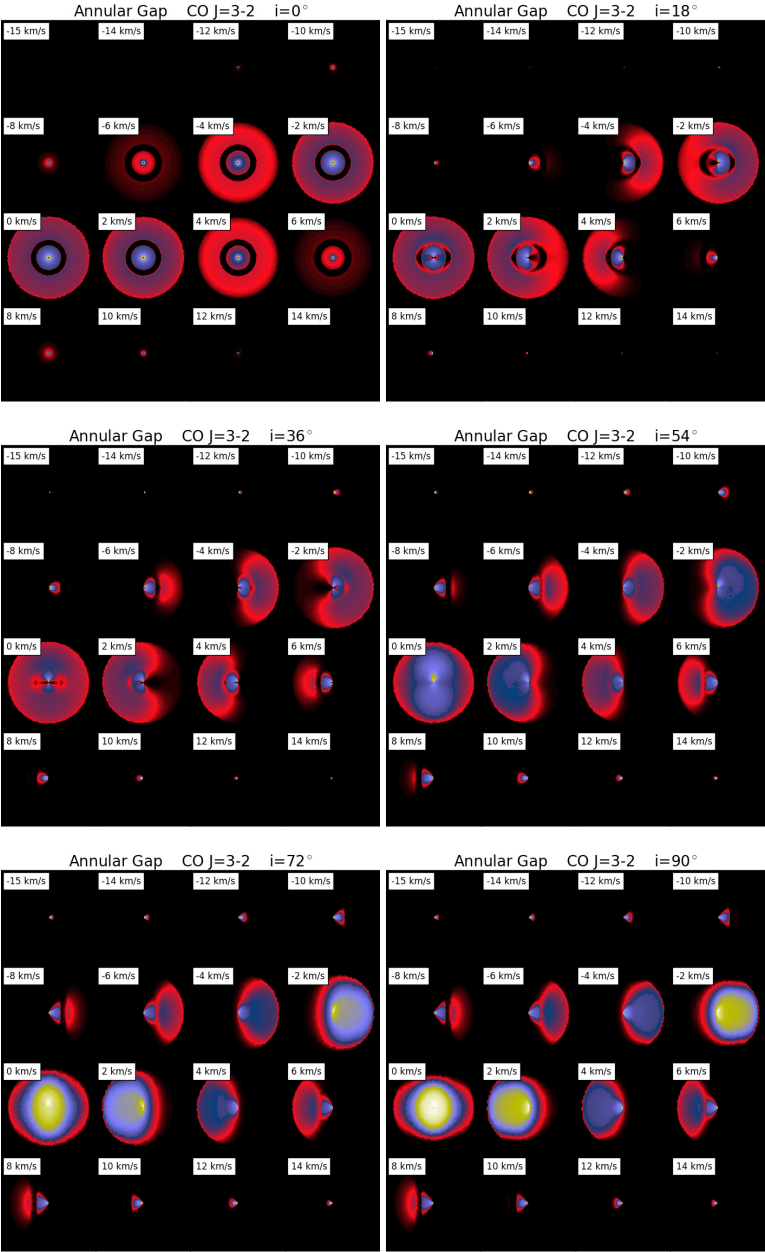 Annular Gap CO J=3-2 i=0°
-15 km/s -14 km/s -12 km/s -10 km/s
-8 km/s -6 km/s -4 km/s -2 km/s
0 km/s 2 km/s 4 km/s 6 km/s
8 km/s 10 km/s 12 km/s 14 km/s
Annular Gap CO J=3-2 i=18°
-15 km/s -14 km/s -12 km/s -10 km/s
-8 km/s -6 km/s -4 km/s -2 km/s
0 km/s 2 km/s 4 km/s 6 km/s
8 km/s 10 km/s 12 km/s 14 km/s
Annular Gap CO J=3-2 i=36°
-15 km/s -14 km/s -12 km/s -10 km/s
-8 km/s -6 km/s -4 km/s -2 km/s
0 km/s 2 km/s 4 km/s 6 km/s
8 km/s 10 km/s 12 km/s 14 km/s
Annular Gap CO J=3-2 i=54°
-15 km/s -14 km/s -12 km/s -10 km/s
-8 km/s -6 km/s -4 km/s -2 km/s
0 km/s 2 km/s 4 km/s 6 km/s
8 km/s 10 km/s 12 km/s 14 km/s
Annular Gap CO J=3-2 i=72°
-15 km/s -14 km/s -12 km/s -10 km/s
-8 km/s -6 km/s -4 km/s -2 km/s
0 km/s 2 km/s 4 km/s 6 km/s
8 km/s 10 km/s 12 km/s 14 km/s
Annular Gap CO J=3-2 i=90°
-15 km/s -14 km/s -12 km/s -10 km/s
-8 km/s -6 km/s -4 km/s -2 km/s
0 km/s 2 km/s 4 km/s 6 km/s
8 km/s 10 km/s 12 km/s 14 km/s